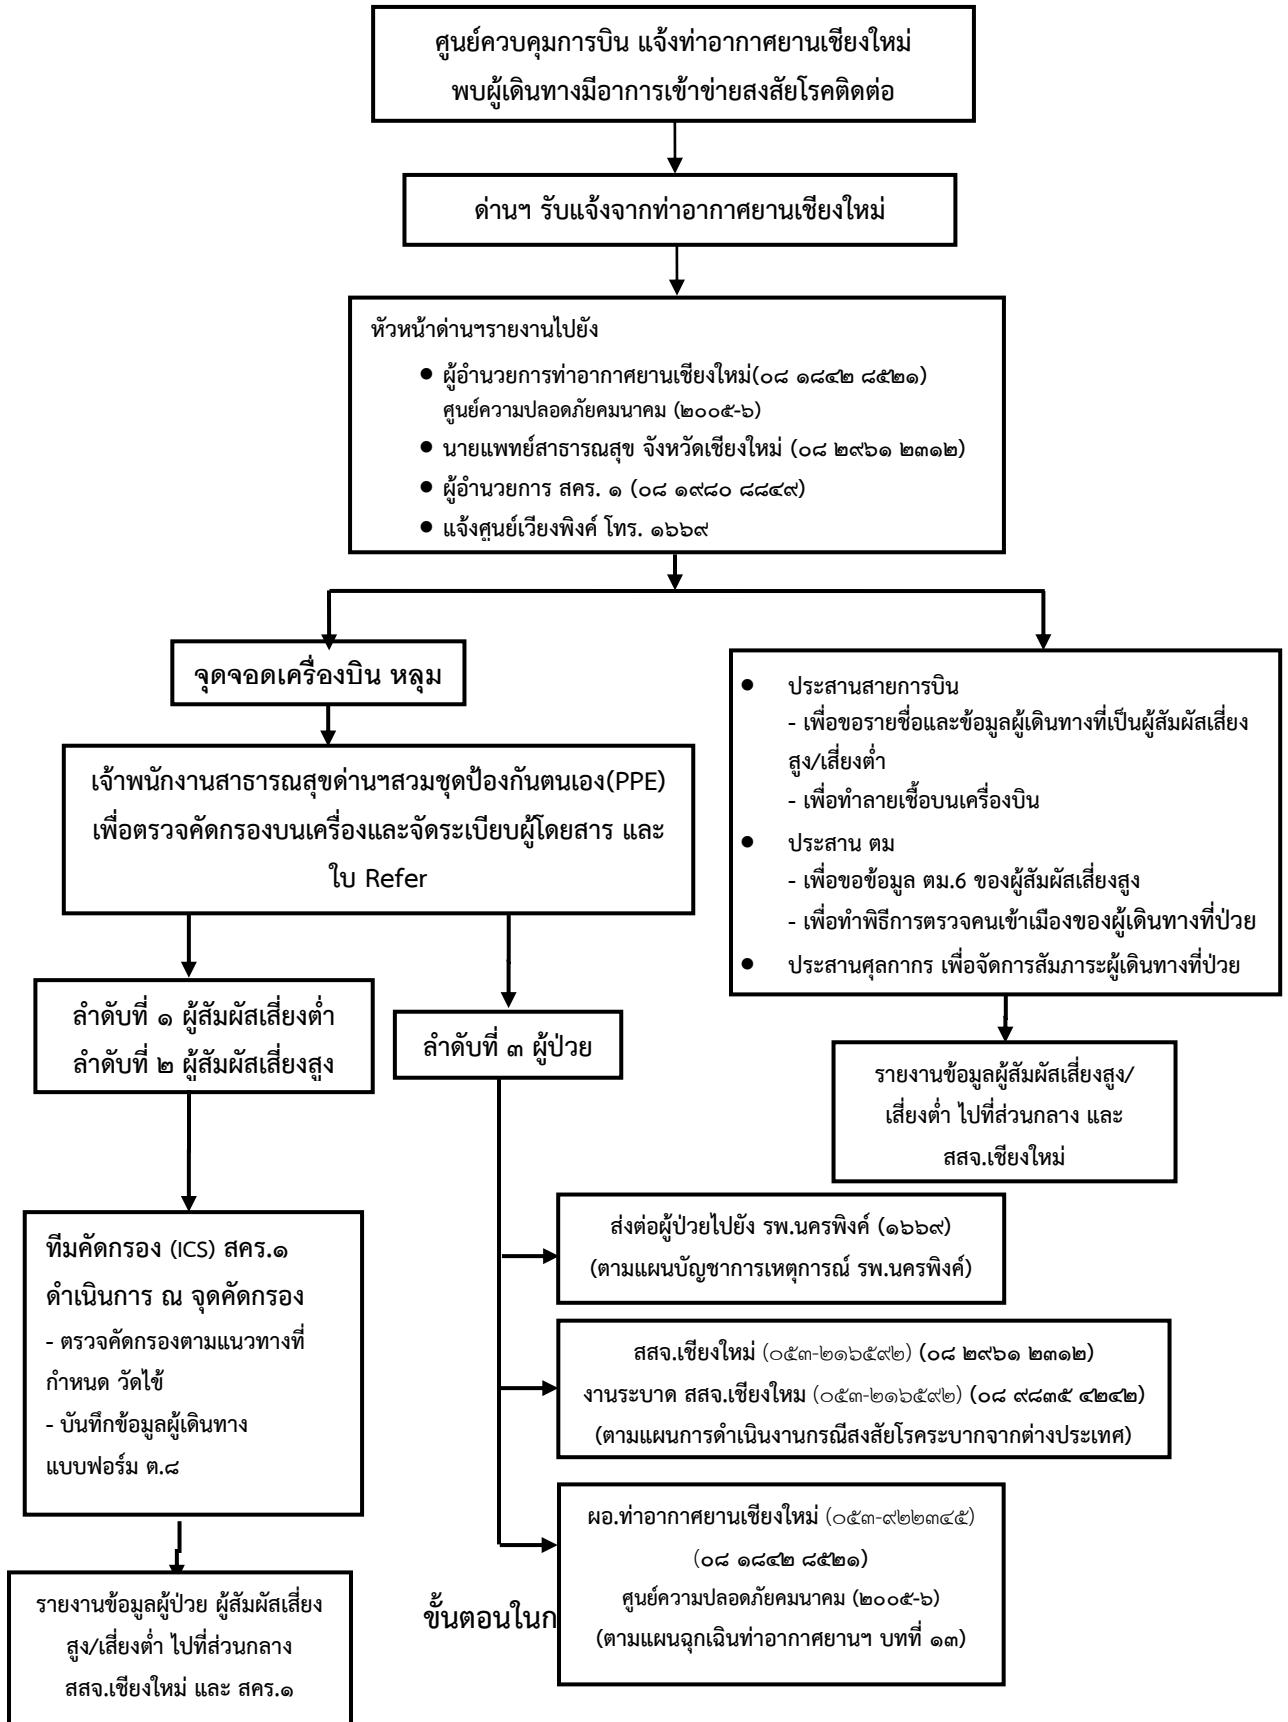 ศูนย์ควบคุมการบิน แจ้งท่าอากาศยานเชียงใหม่
พบผู้เดินทางมีอาการเข้าข่ายสงสัยโรคติดต่อ
ด่านฯ รับแจ้งจากท่าอากาศยานเชียงใหม่
หัวหน้าด่านฯรายงานไปยัง
● ผู้อำนวยการท่าอากาศยานเชียงใหม่(๐๘ ๑๘๔๒ ๘๕๒๑)
ศูนย์ความปลอดภัยคมนาคม (๒๐๐๕-๖)
● นายแพทย์สาธารณสุข จังหวัดเชียงใหม่ (๐๘ ๒๙๖๑ ๒๓๑๒)
● ผู้อำนวยการ สคร. ๑ (๐๘ ๑๙๘๐ ๘๘๔๙)
● แจ้งศูนย์เวียงพิงค์ โทร. ๑๖๖๙
จุดจอดเครื่องบิน หลุม
เจ้าพนักงานสาธารณสุขด่านฯสวมชุดป้องกันตนเอง(PPE)
เพื่อตรวจคัดกรองบนเครื่องและจัดระเบียบผู้โดยสาร และ
ใบ Refer
● ประสานสายการบิน
- เพื่อขอรายชื่อและข้อมูลผู้เดินทางที่เป็นผู้สัมผัสเสี่ยง
สูง/เสี่ยงต่ำ
- เพื่อทำลายเชื้อบนเครื่องบิน
● ประสาน ตม
- เพื่อขอข้อมูล ตม.6 ของผู้สัมผัสเสี่ยงสูง
- เพื่อทำพิธีการตรวจคนเข้าเมืองของผู้เดินทางที่ป่วย
● ประสานศุลกากร เพื่อจัดการสัมภาระผู้เดินทางที่ป่วย
ลำดับที่ ๑ ผู้สัมผัสเสี่ยงต่ำ
ลำดับที่ ๒ ผู้สัมผัสเสี่ยงสูง
ลำดับที่ ๓ ผู้ป่วย
รายงานข้อมูลผู้สัมผัสเสี่ยงสูง/
เสี่ยงต่ำ ไปที่ส่วนกลาง และ
สสจ.เชียงใหม่
ทีมคัดกรอง (ICS) สคร.๑
ดำเนินการ ณ จุดคัดกรอง
- ตรวจคัดกรองตามแนวทางที่
กำหนด วัดไข้
- บันทึกข้อมูลผู้เดินทาง
แบบฟอร์ม ต.๘
ส่งต่อผู้ป่วยไปยัง รพ.นครพิงค์ (๑๖๖๙)
(ตามแผนบัญชาการเหตุการณ์ รพ.นครพิงค์)
สสจ.เชียงใหม่ (๐๕๓-๒๑๖๕๙๒) (๐๘ ๒๙๖๑ ๒๓๑๒)
งานระบาด สสจ.เชียงใหม (๐๕๓-๒๑๖๕๙๒) (๐๘ ๙๘๓๕ ๔๒๔๒)
(ตามแผนการดำเนินงานกรณีสงสัยโรคระบากจากต่างประเทศ)
ผอ.ท่าอากาศยานเชียงใหม่ (๐๕๓-๙๒๒๓๔๕)
(๐๘ ๑๘๔๒ ๘๕๒๑)
ศูนย์ความปลอดภัยคมนาคม (๒๐๐๕-๖)
(ตามแผนฉุกเฉินท่าอากาศยานฯ บทที่ ๑๓)
รายงานข้อมูลผู้ป่วย ผู้สัมผัสเสี่ยง
สูง/เสี่ยงต่ำ ไปที่ส่วนกลาง
สสจ.เชียงใหม่ และ สคร.๑
ขั้นตอนในก